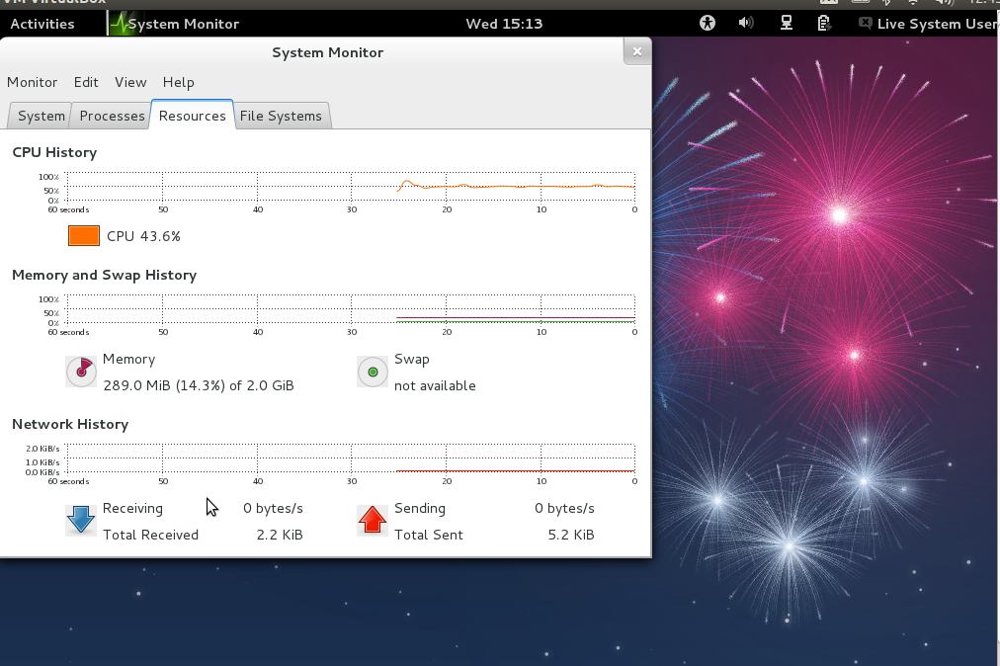 VM VirtualBox
Activities System Monitor Wed 15:13 Live System User
System Monitor
Monitor Edit View Help
System Processes Resources File Systems
CPU History
100%
50%
0%
60 seconds 50 40 30 20 10 0
CPU 43.6%
Memory and Swap History
100%
50%
0%
60 seconds 50 40 30 20 10 0
Memory Swap
289.0 MiB (14.3%) of 2.0 GiB not available
Network History
2.0 KiB/s
1.0 KiB/s
0.0 KiB/s
60 seconds 50 40 30 20 10 0
Receiving 0 bytes/s Sending 0 bytes/s
Total Received 2.2 KiB Total Sent 5.2 KiB